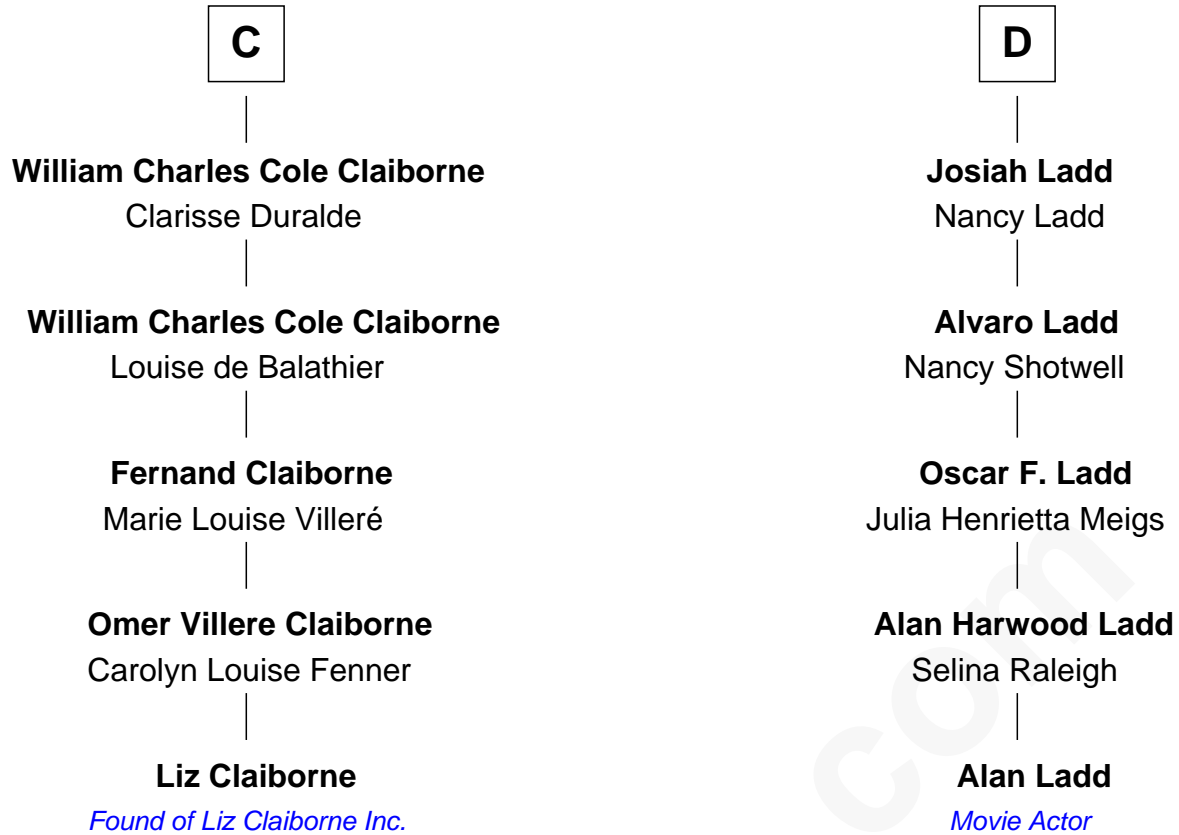 C
William Charles Cole Claiborne
Clarisse Duralde
William Charles Cole Claiborne
Louise de Balathier
Fernand Claiborne
Marie Louise Villeré
Omer Villere Claiborne
Carolyn Louise Fenner
Liz Claiborne
Found of Liz Claiborne Inc.
D
Josiah Ladd
Nancy Ladd
Alvaro Ladd
Nancy Shotwell
Oscar F. Ladd
Julia Henrietta Meigs
Alan Harwood Ladd
Selina Raleigh
Alan Ladd
Movie Actor
com